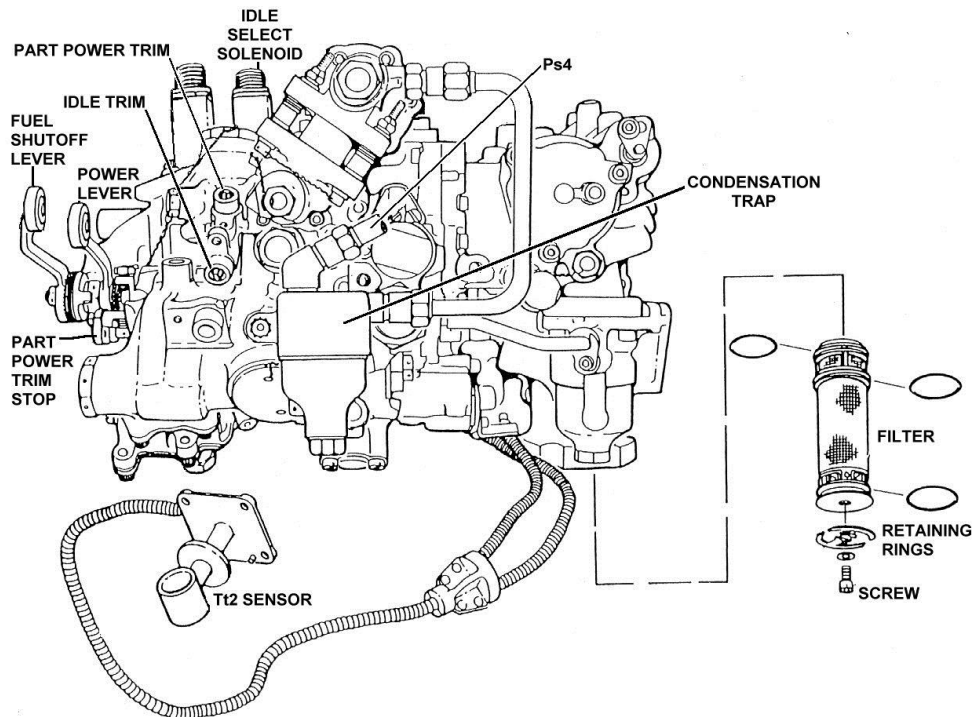 IDLE
SELECT
SOLENOID
PART POWER TRIM
Ps4
IDLE TRIM
FUEL
SHUTOFF
LEVER
POWER
LEVER
CONDENSATION
TRAP
PART
POWER
TRIM
STOP
FILTER
RETAINING
RINGS
SCREW
Tt2 SENSOR